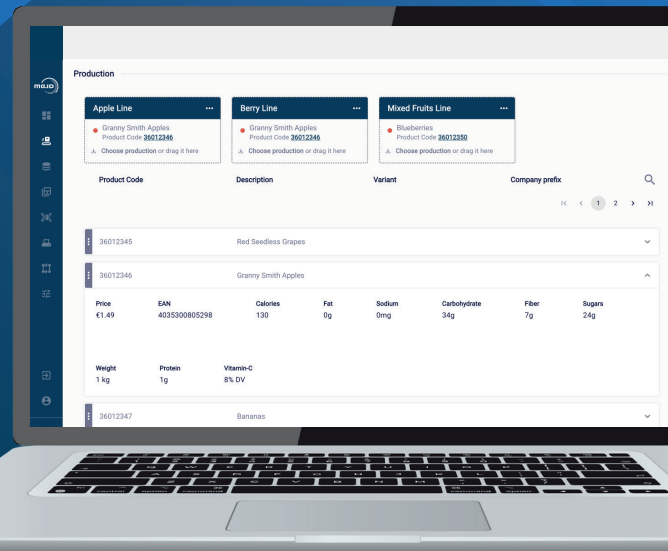 majo
Production
Apple Line ...
Granny Smith Apples
Product Code 36012346
Choose production or drag it here
Berry Line ...
Granny Smith Apples
Product Code 36012346
Choose production or drag it here
Mixed Fruits Line ...
Blueberries
Product Code 36012350
Choose production or drag it here
Product Code Description Variant Company prefix
1 2
36012345 Red Seedless Grapes
36012346 Granny Smith Apples
Price EAN Calories Fat Sodium Carbohydrate Fiber Sugars
€1.49 4035300805298 130 0g 0mg 34g 7g 24g
Weight Protein Vitamin-C
1 kg 1g 8% DV
36012347 Bananas